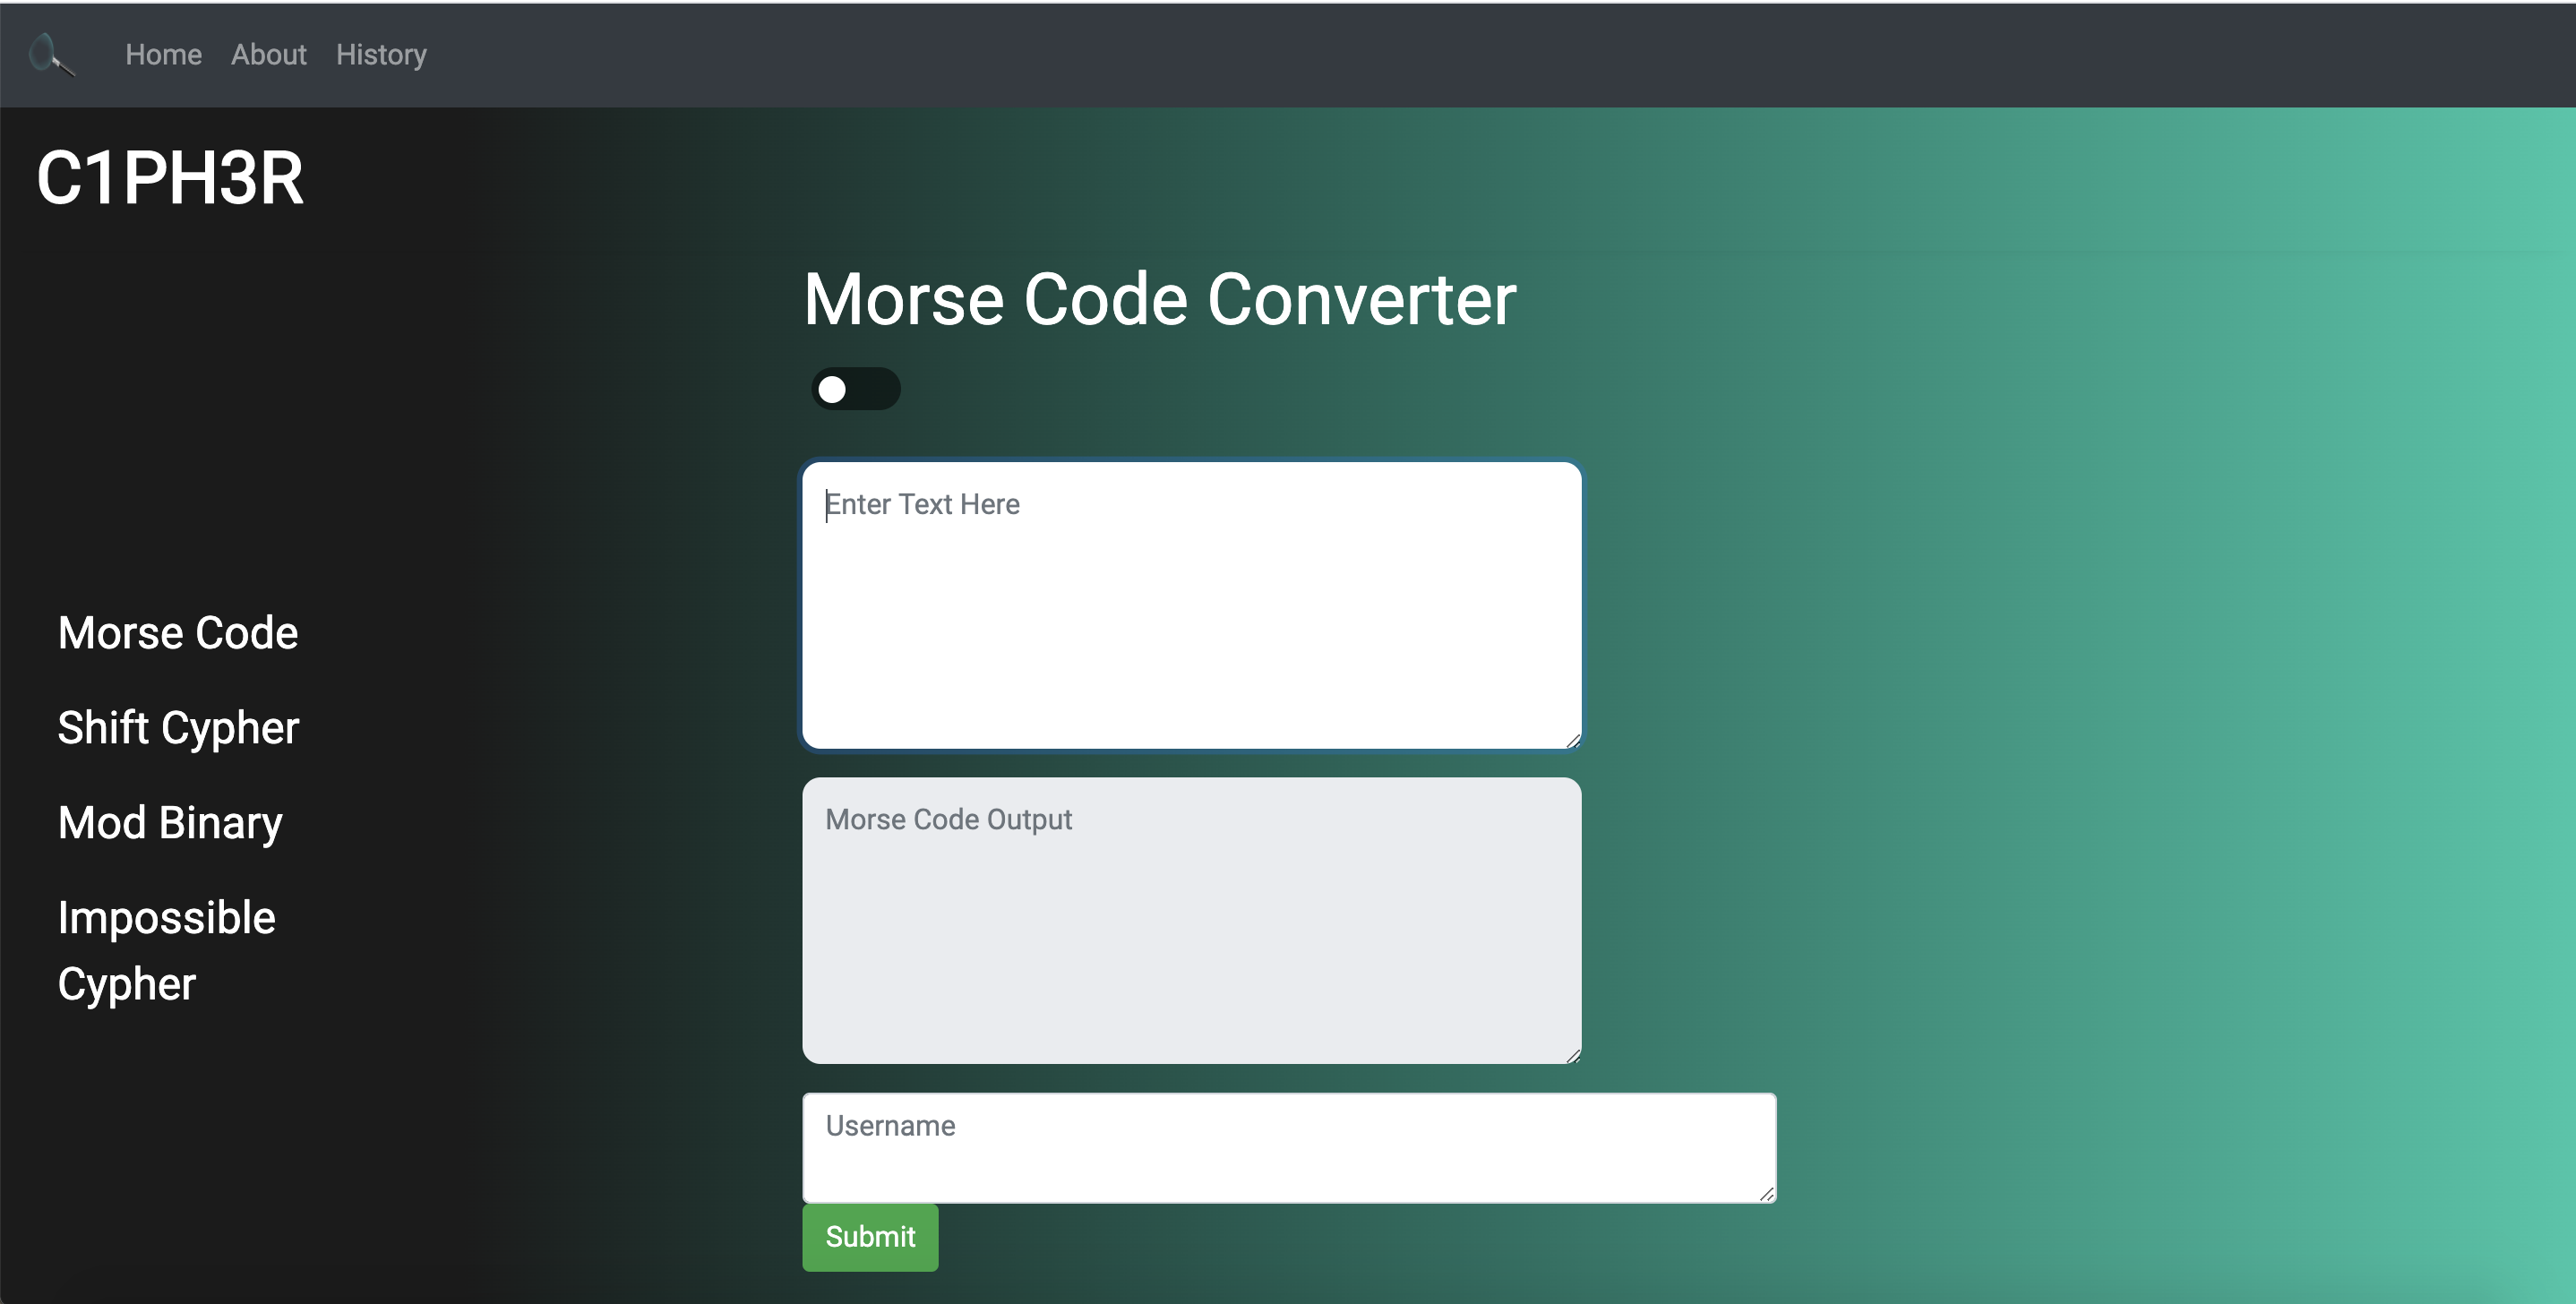 Home About History
C1PH3R
Morse Code Converter
Enter Text Here
Morse Code
Shift Cypher
Mod Binary
Impossible
Cypher
Morse Code Output
Username
Submit